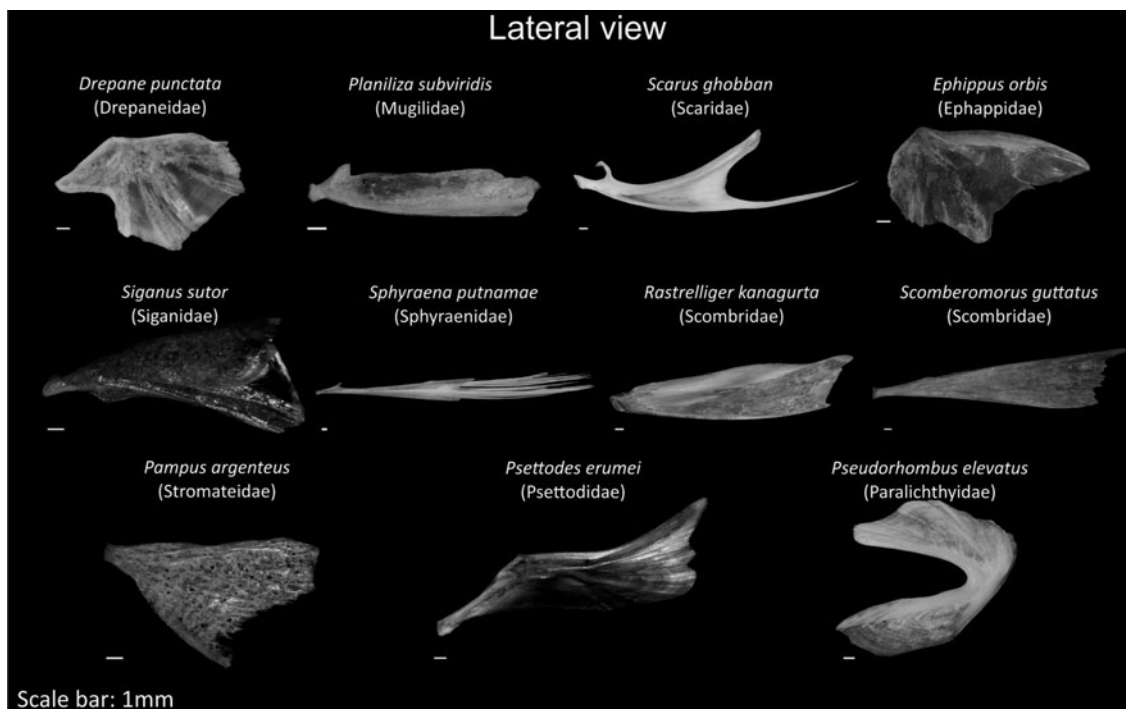 Lateral view
Drepane punctata
(Drepaneidae)
Planiliza subviridis
(Mugilidae)
Scarus ghobban
(Scaridae)
Ephippus orbis
(Ephappidae)
Siganus sutor
(Siganidae)
Sphyraena putnamae
(Sphyraenidae)
Rastrelliger kanagurta
(Scombridae)
Scomberomorus guttatus
(Scombridae)
Pampus argenteus
(Stromateidae)
Psettodes erumei
(Psettodidae)
Pseudorhombus elevatus
(Paralichthyidae)
Scale bar: 1mm